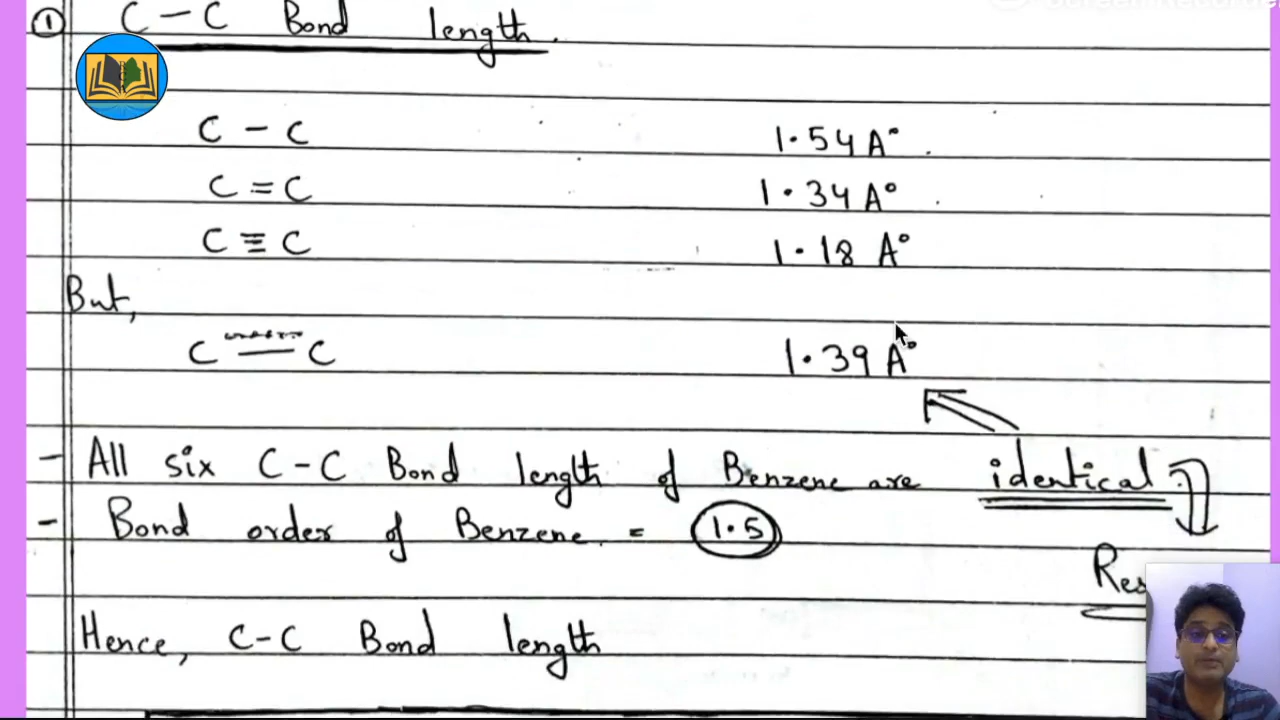 ① C – C Bond length.
C – C 1.54 A°
C = C 1.34 A°
C ≡ C 1.18 A°
But,
C C 1.39 A°
- All six C-C Bond length of Benzene are identical
- Bond order of Benzene. = 1.5
Hence, C-C Bond length